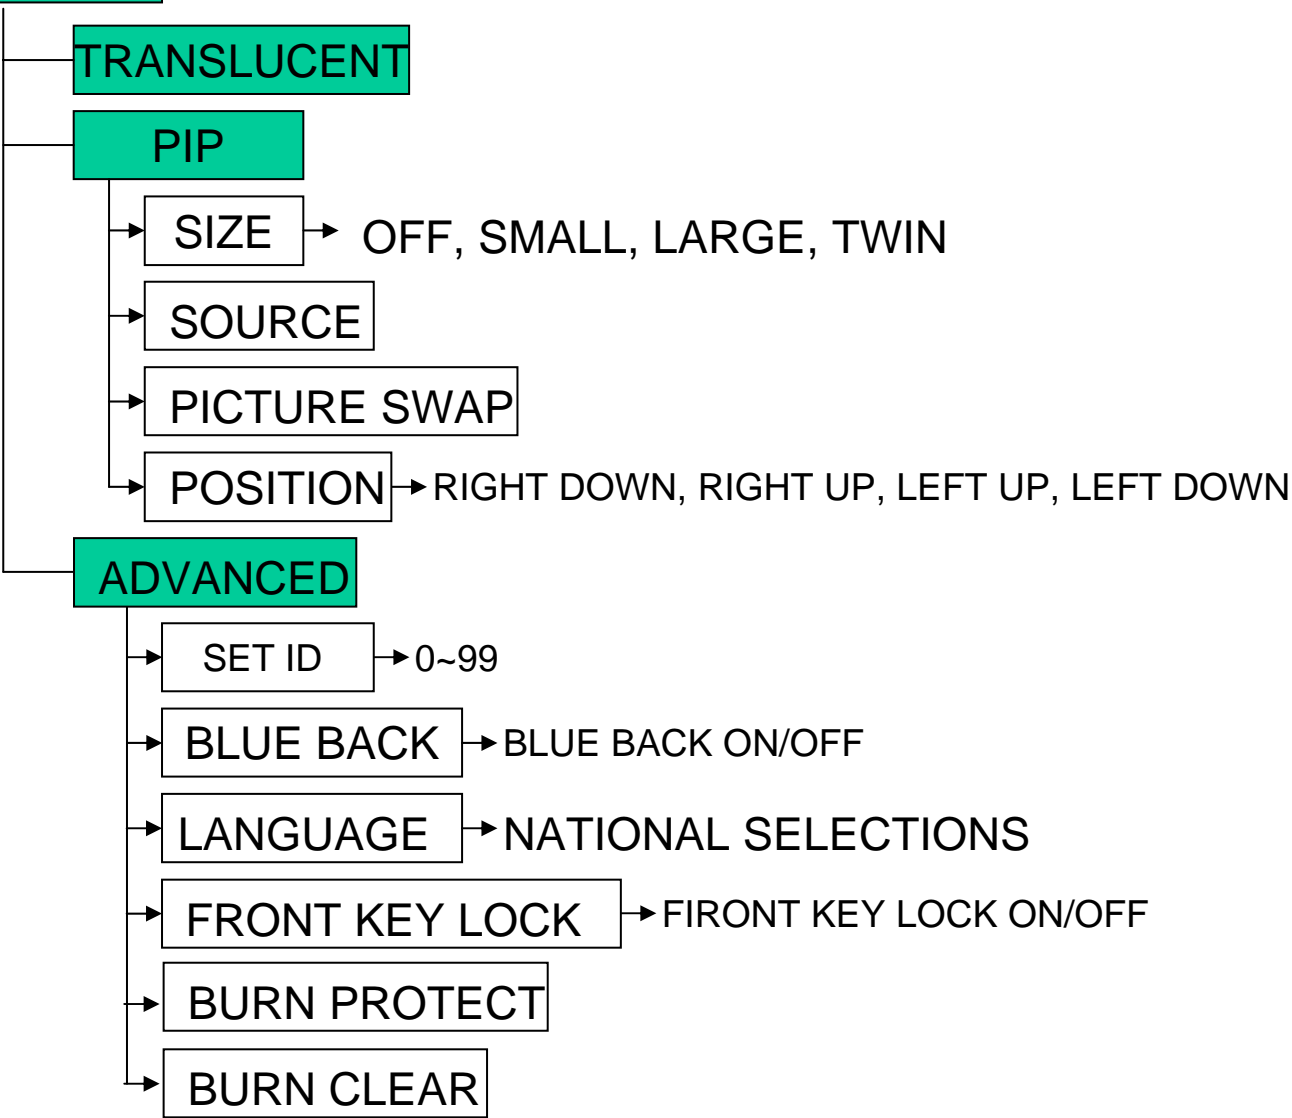 TRANSLUCENT
PIP
SIZE OFF, SMALL, LARGE, TWIN
SOURCE
PICTURE SWAP
POSITION RIGHT DOWN, RIGHT UP, LEFT UP, LEFT DOWN
ADVANCED
SET ID 0~99
BLUE BACK BLUE BACK ON/OFF
LANGUAGE NATIONAL SELECTIONS
FRONT KEY LOCK FIRONT KEY LOCK ON/OFF
BURN PROTECT
BURN CLEAR